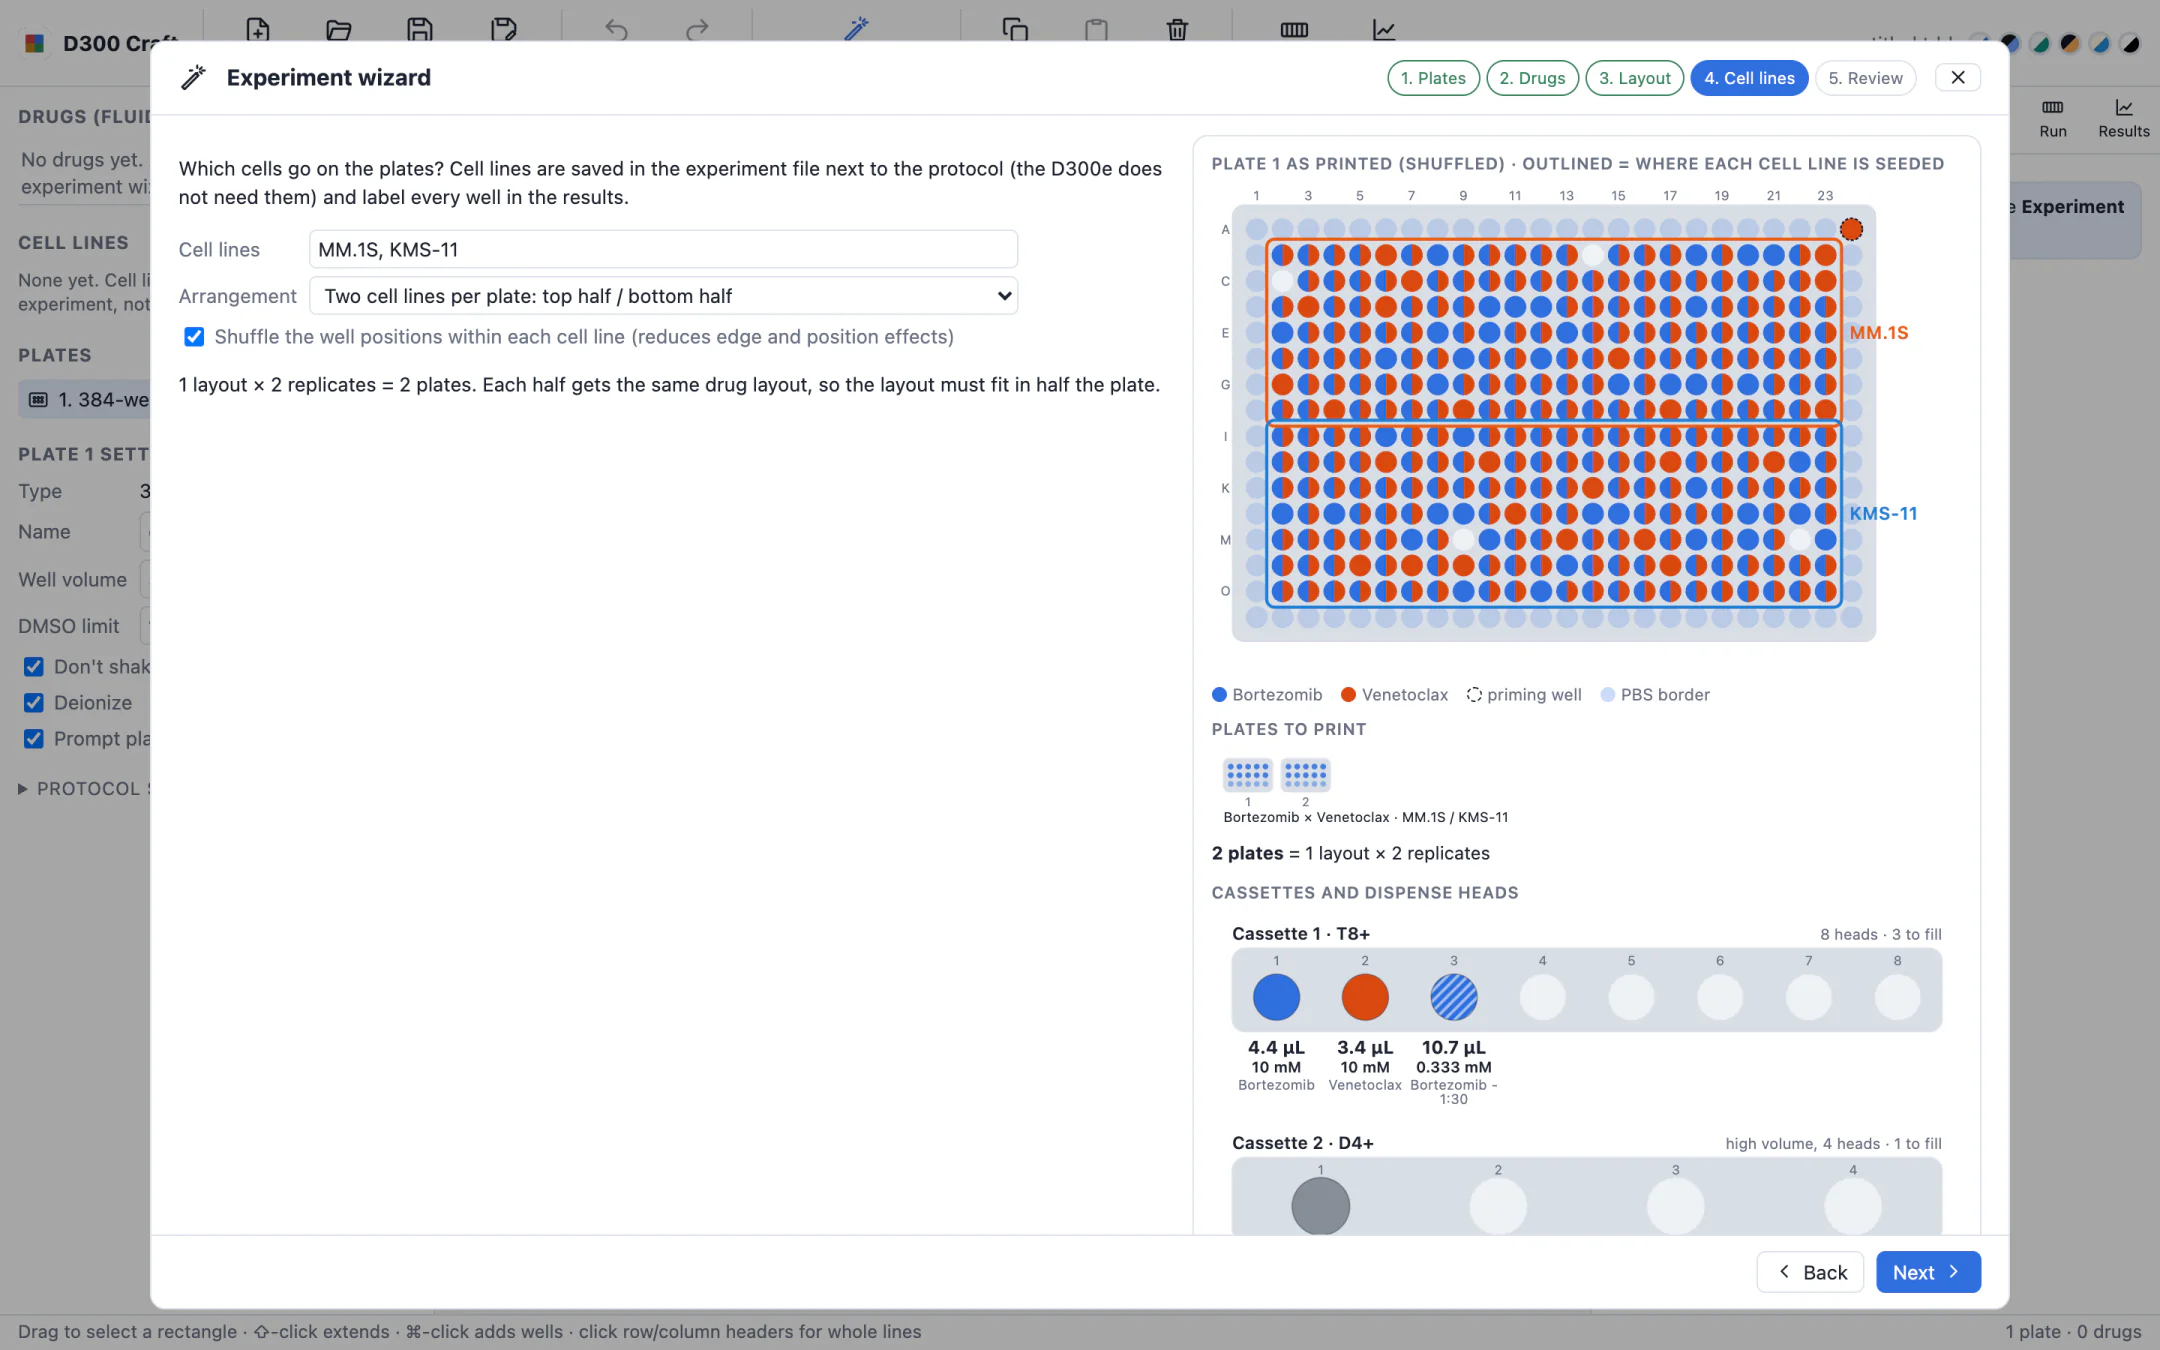 D300 Craft
DRUGS (FLUID
No drugs yet.
experiment wiz
CELL LINES
None yet. Cell li
experiment, not
PLATES
1. 384-we
PLATE 1 SETT
Type 3
Name
Well volume
DMSO limit
Don't shak
Deionize
Prompt pla
PROTOCOL S
Run
Results
e Experiment
Experiment wizard
1. Plates
2. Drugs
3. Layout
4. Cell lines
5. Review
Which cells go on the plates? Cell lines are saved in the experiment file next to the protocol (the D300e does
not need them) and label every well in the results.
Cell lines MM.1S, KMS-11
Arrangement Two cell lines per plate: top half / bottom half
Shuffle the well positions within each cell line (reduces edge and position effects)
1 layout × 2 replicates = 2 plates. Each half gets the same drug layout, so the layout must fit in half the plate.
PLATE 1 AS PRINTED (SHUFFLED) · OUTLINED = WHERE EACH CELL LINE IS SEEDED
1 3 5 7 9 11 13 15 17 19 21 23
A
C
E
MM.1S
G
I
K
KMS-11
M
O
Bortezomib Venetoclax priming well PBS border
PLATES TO PRINT
1 2
Bortezomib × Venetoclax · MM.1S / KMS-11
2 plates = 1 layout × 2 replicates
CASSETTES AND DISPENSE HEADS
Cassette 1 · T8+ 8 heads · 3 to fill
1 2 3 4 5 6 7 8
4.4 µL 3.4 µL 10.7 µL
10 mM 10 mM 0.333 mM
Bortezomib Venetoclax Bortezomib -
1:30
Cassette 2 · D4+ high volume, 4 heads · 1 to fill
1 2 3 4
Back
Next
Drag to select a rectangle · ⇧-click extends · ⌘-click adds wells · click row/column headers for whole lines
1 plate · 0 drugs